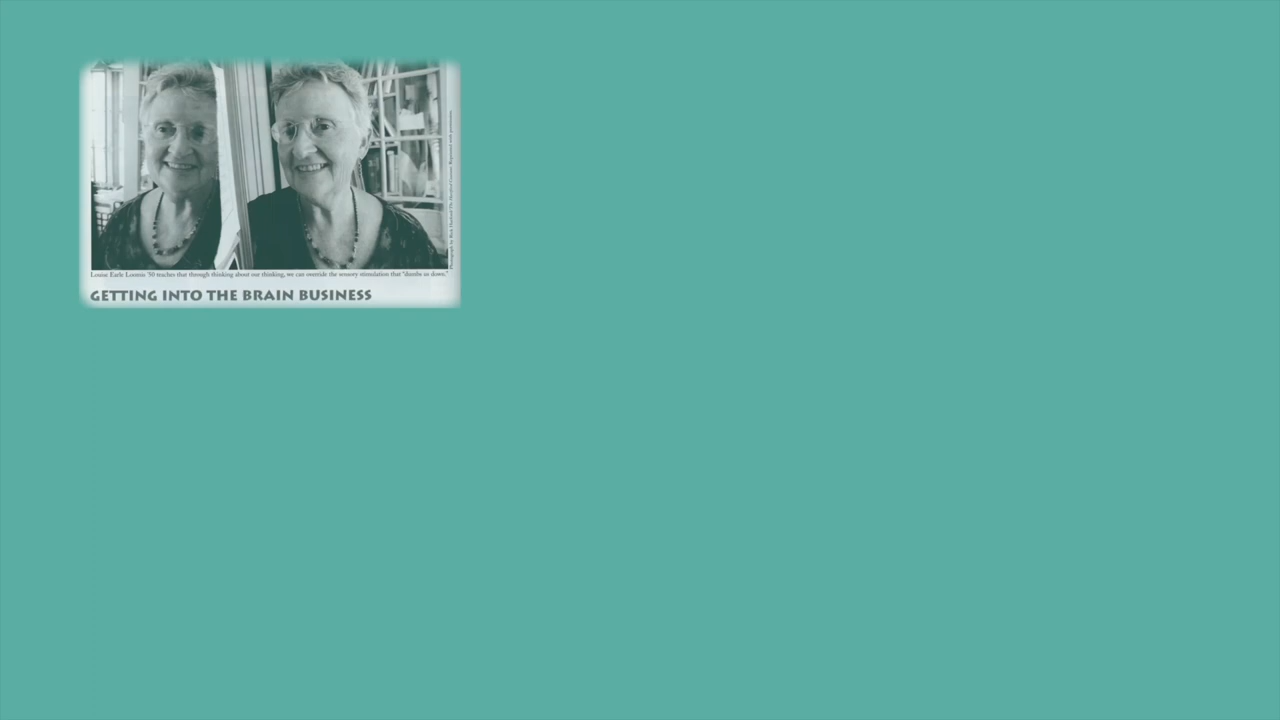 Louise Earle Loomis '50 teaches that through thinking about our thinking, we can override the sensory stimulation that "dumbs us down."
GETTING INTO THE BRAIN BUSINESS